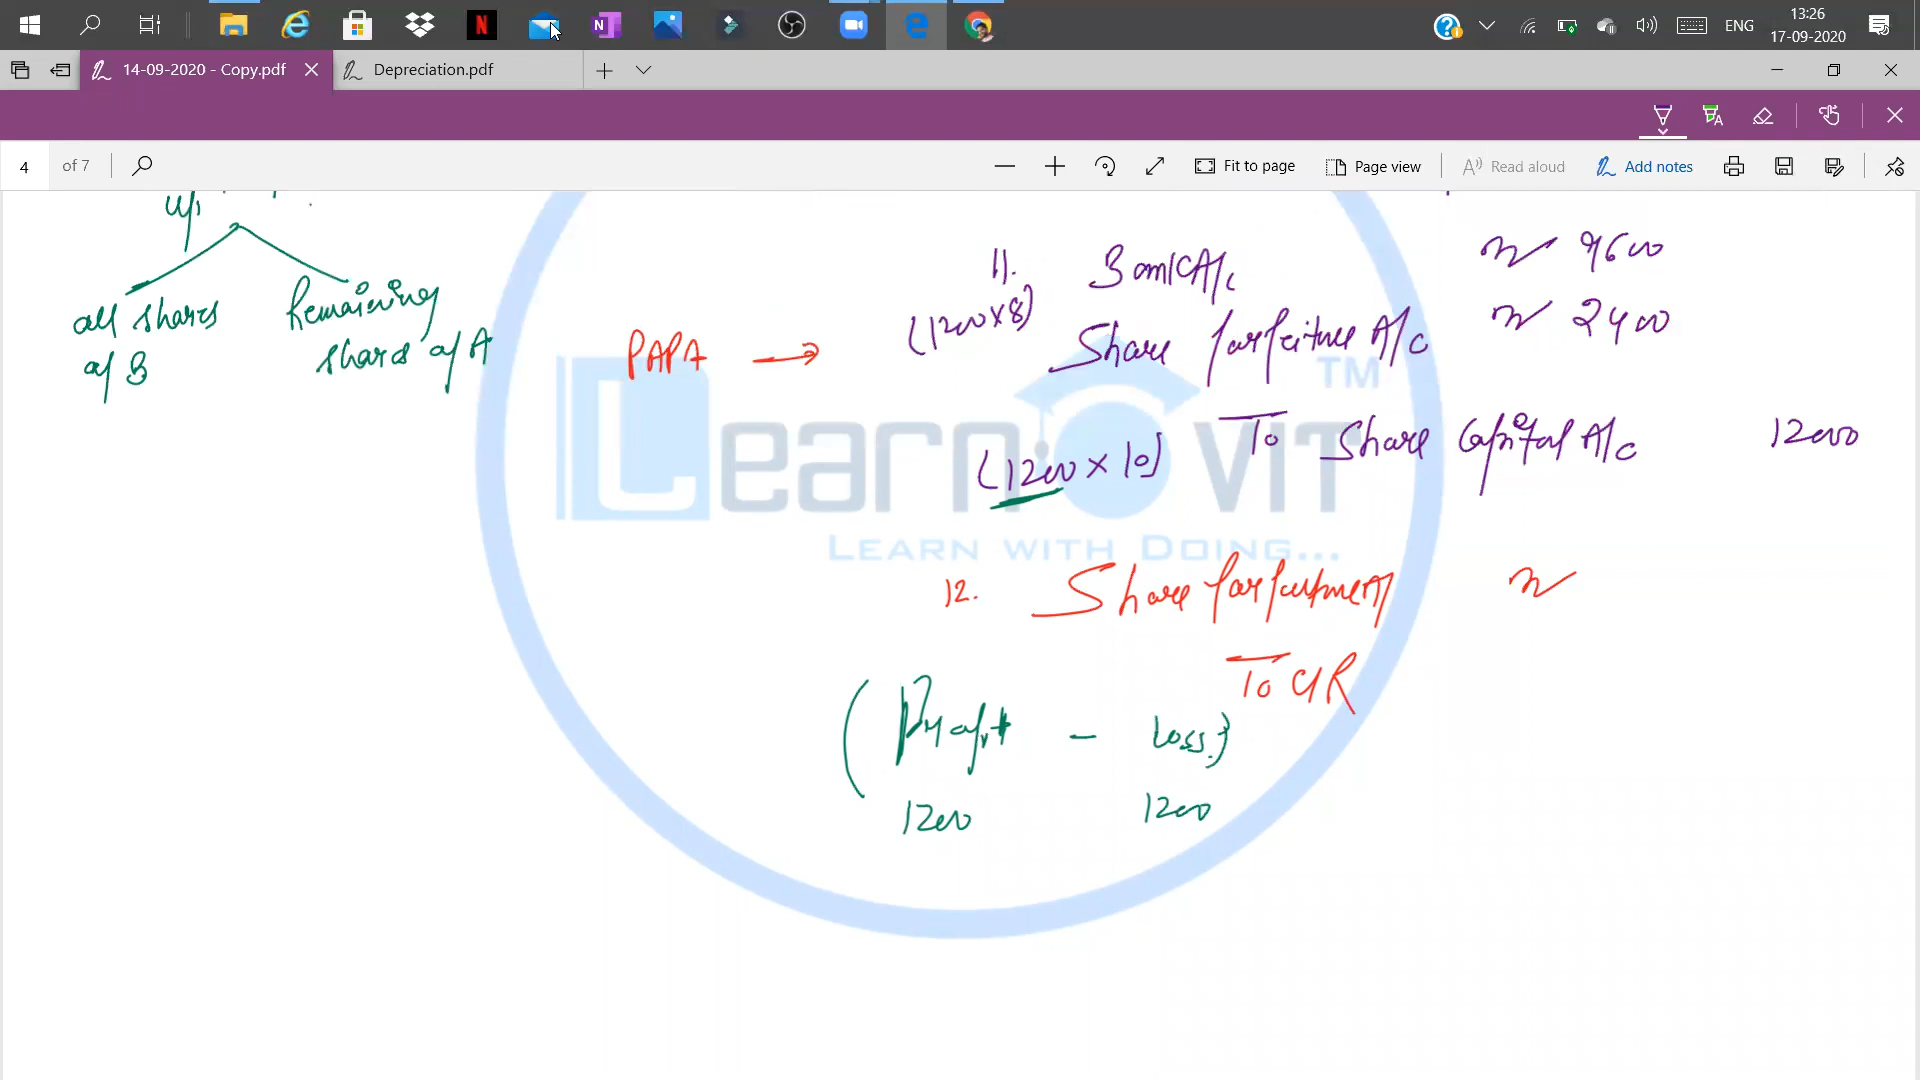 13:26
ENG
17-09-2020
14-09-2020 - Copy.pdf
Depreciation.pdf
4 of 7
Fit to page
Page view
Read aloud
Add notes
all shares of B
Remaining shares of A
PAPA →
11. Bank A/c Dr 9600
(1200 x 8)
Share forfeiture A/c Dr 2400
To Share Capital A/c 12000
(1200 x 10)
12. Share forfeiture A/ Dr
To CR
(Profit - Loss)
1200 1200
LearnoviT TM
LEARN WITH DOING...